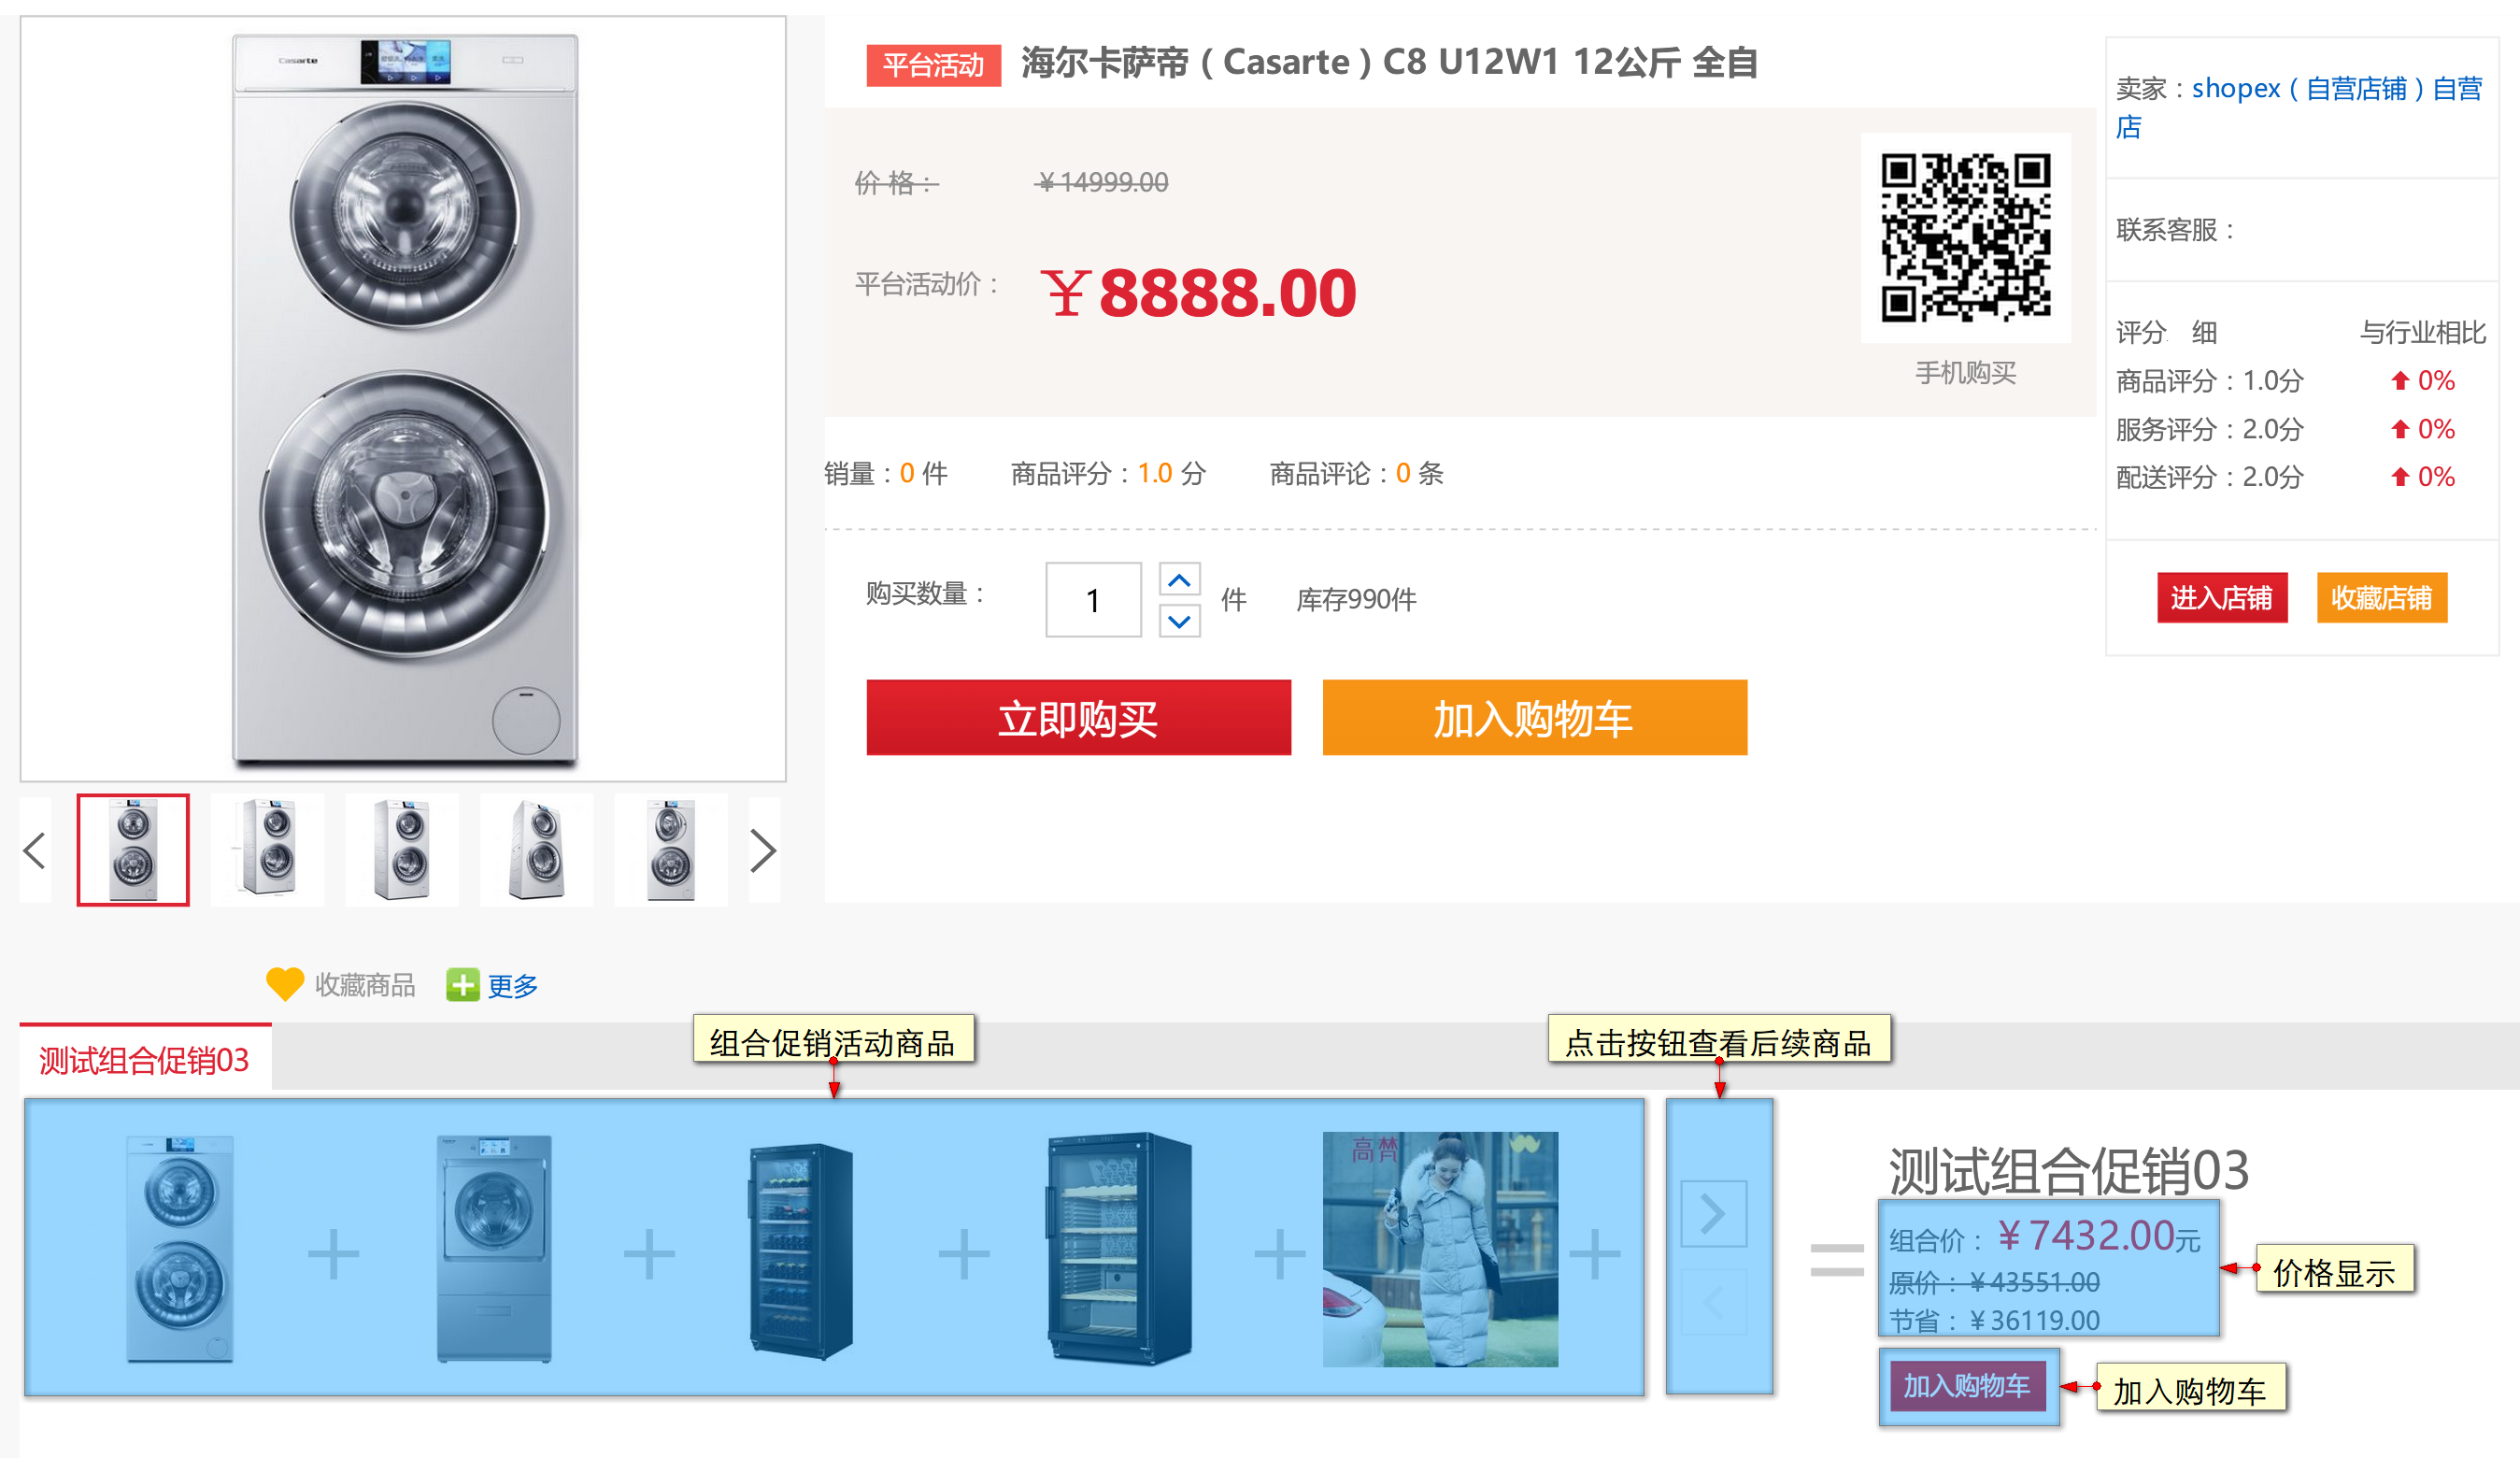 Casarte
平台活动
海尔卡萨帝（Casarte）C8 U12W1 12公斤 全自
价 格：
￥14999.00
平台活动价：
￥8888.00
手机购买
销量：0 件
商品评分：1.0 分
商品评论：0 条
购买数量：
1
件
库存990件
立即购买
加入购物车
卖家：shopex（自营店铺）自营
店
联系客服：
评分 细
与行业相比
商品评分：1.0分
0%
服务评分：2.0分
0%
配送评分：2.0分
0%
进入店铺
收藏店铺
收藏商品
更多
测试组合促销03
组合促销活动商品
点击按钮查看后续商品
高梵
测试组合促销03
组合价：￥7432.00元
原价：￥43551.00
节省：￥36119.00
价格显示
加入购物车
加入购物车